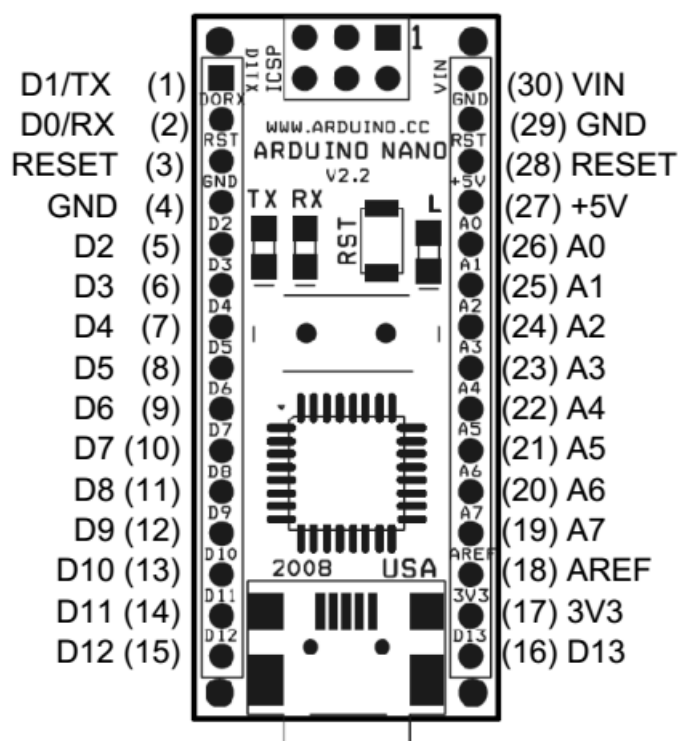 D1/TX (1)
D0/RX (2)
RESET (3)
GND (4)
D2 (5)
D3 (6)
D4 (7)
D5 (8)
D6 (9)
D7 (10)
D8 (11)
D9 (12)
D10 (13)
D11 (14)
D12 (15)
D1TX
DORX
RST
GND
D2
D3
D4
D5
D6
D7
D8
D9
D10
D11
D12
ICSP
1
WWW.ARDUINO.CC
ARDUINO NANO
V2.2
TX RX
RST
L
2008 USA
VIN
GND
RST
+5V
A0
A1
A2
A3
A4
A5
A6
A7
AREF
3V3
D13
(30) VIN
(29) GND
(28) RESET
(27) +5V
(26) A0
(25) A1
(24) A2
(23) A3
(22) A4
(21) A5
(20) A6
(19) A7
(18) AREF
(17) 3V3
(16) D13